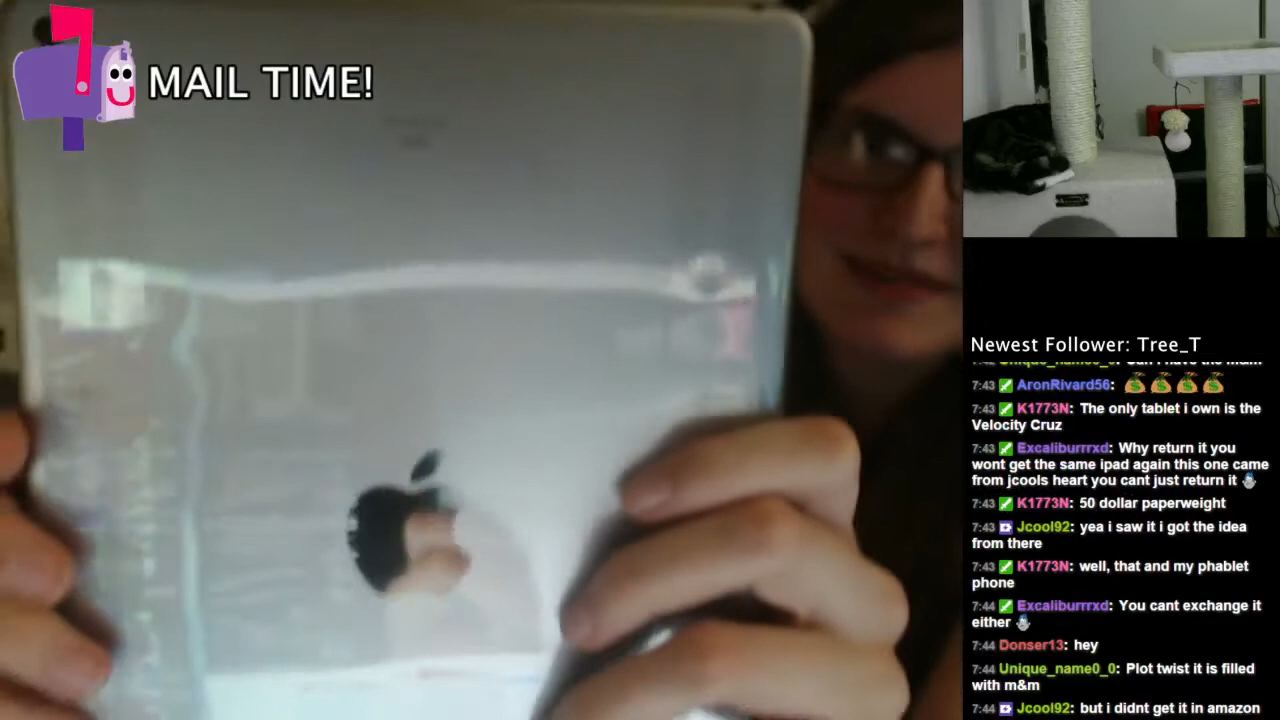 MAIL TIME!
Newest Follower: Tree_T
7:43 AronRivard56:
7:43 K1773N: The only tablet i own is the
Velocity Cruz
7:43 Excaliburrrxd: Why return it you
wont get the same ipad again this one came
from jcools heart you cant just return it
7:43 K1773N: 50 dollar paperweight
7:43 Jcool92: yea i saw it i got the idea
from there
7:43 K1773N: well, that and my phablet
phone
7:44 Excaliburrrxd: You cant exchange it
either
7:44 Donser13: hey
7:44 Unique_name0_0: Plot twist it is filled
with m&m
7:44 Jcool92: but i didnt get it in amazon